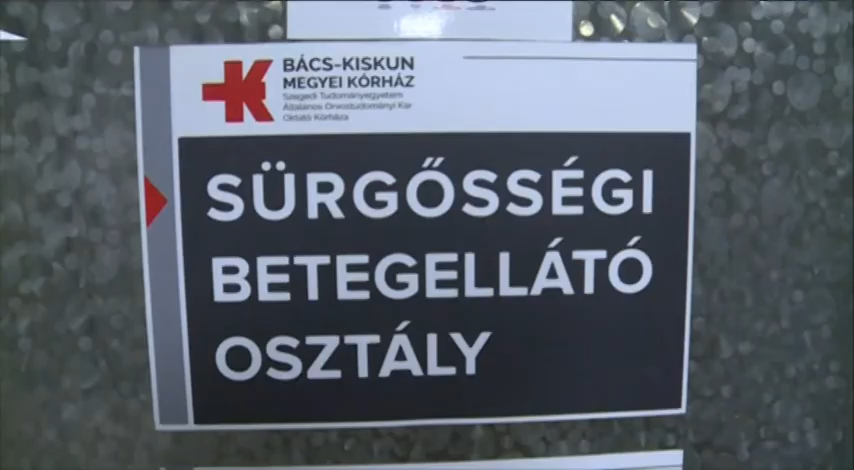 BÁCS-KISKUN
MEGYEI KÓRHÁZ
Szegedi Tudományegyetem
Általános Orvostudományi Kar
Oktató Kórháza
SÜRGŐSSÉGI
BETEGELLÁTÓ
OSZTÁLY